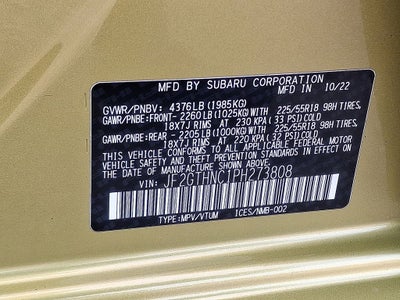 MFD BY SUBARU CORPORATION
GVWR/PNBV: 4376LB(1985KG) MFD IN 10/22
GAWR/PNBE:FRONT- 2260LB(1025KG)WITH 225/55R18 98H TIRES,
18X7J RIMS AT 230 KPA (33 PSI)COLD
GAWR/PNBE:REAR - 2205LB(1000KG)WITH 225/55R18 98H TIRES,
18X7J RIMS AT 220 KPA (32 PSI)COLD
THIS VEHICLE CONFORMS TO ALL APPLICABLE FEDERAL MOTOR
VEHICLE SAFETY AND BUMPER STANDARDS IN EFFECT ON THE
DATE OF MANUFACTURE SHOWN ABOVE.
VIN: JF2GTHNC1PH273808
TYPE:MPV/VTUM ICES/NMB-002